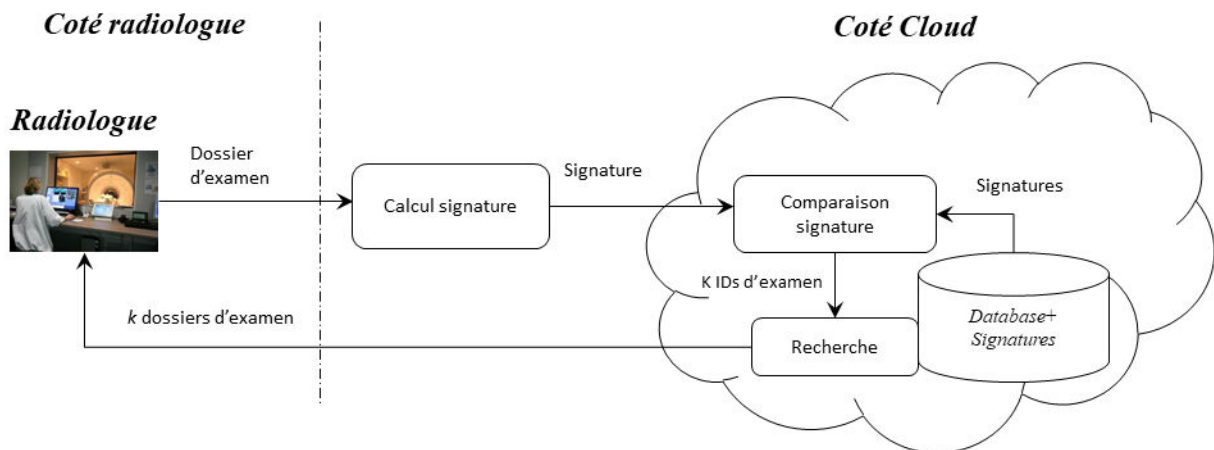 Coté radiologue
Coté Cloud
Radiologue
Dossier
d'examen
Calcul signature
Signature
Comparaison
signature
Signatures
K IDs d'examen
k dossiers d'examen
Recherche
Database+
Signatures